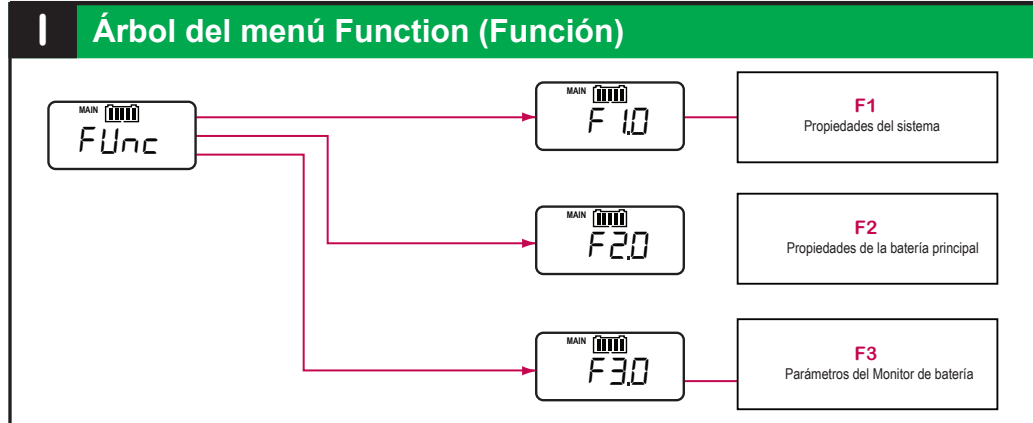 I Árbol del menú Function (Función)
MAIN
FUnc
MAIN
F 1.0
F1
Propiedades del sistema
MAIN
F2.0
F2
Propiedades de la batería principal
MAIN
F3.0
F3
Parámetros del Monitor de batería